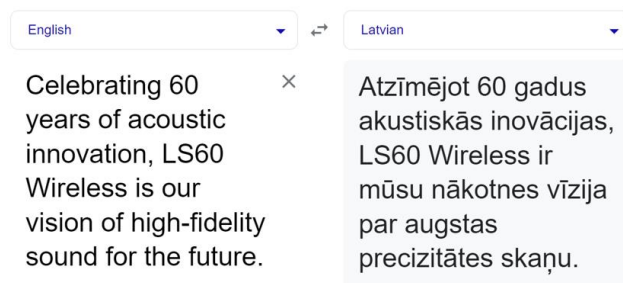 English
Latvian
Celebrating 60
years of acoustic
innovation, LS60
Wireless is our
vision of high-fidelity
sound for the future.
Atzīmējot 60 gadus
akustiskās inovācijas,
LS60 Wireless ir
mūsu nākotnes vīzija
par augstas
precizitātes skaņu.